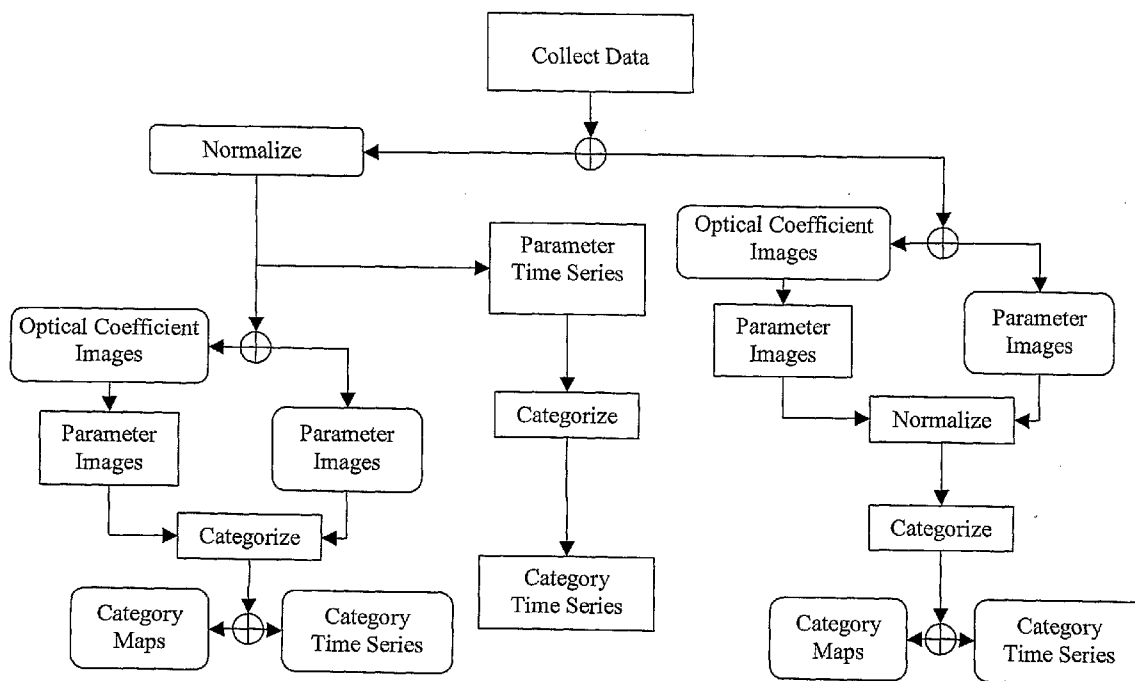 Collect Data
Normalize
Optical Coefficient
Images
Parameter
Time Series
Parameter
Images
Parameter
Images
Optical Coefficient
Images
Categorize
Normalize
Parameter
Images
Parameter
Images
Categorize
Categorize
Category
Time Series
Category
Maps
Category
Time Series
Category
Maps
Category
Time Series